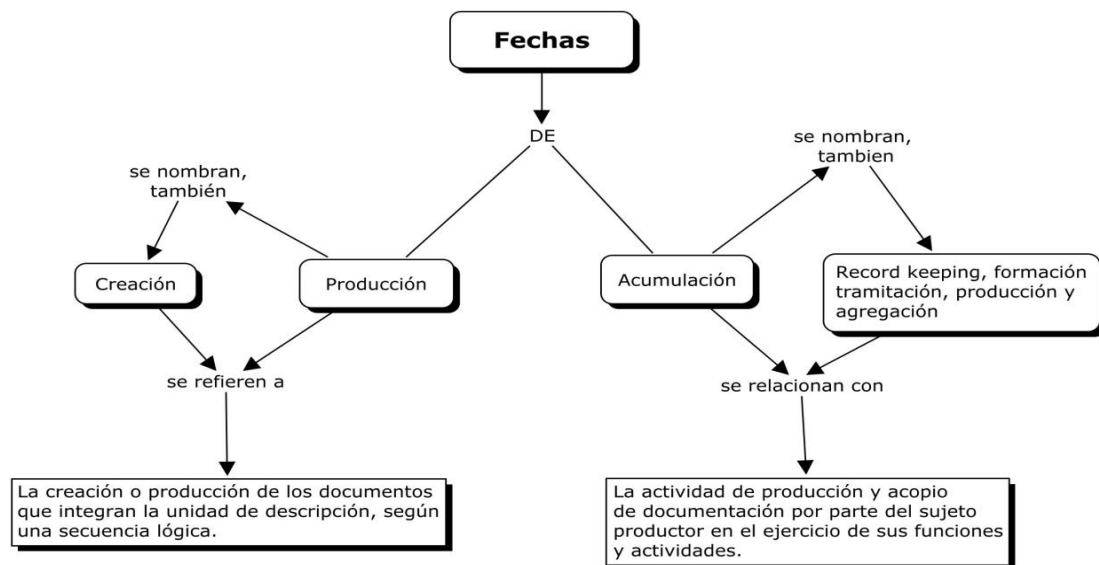 Fechas
DE
se nombran,
también
se nombran,
tambien
Creación
Producción
Acumulación
Record keeping, formación
tramitación, producción y
agregación
se refieren a
se relacionan con
La creación o producción de los documentos
que integran la unidad de descripción, según
una secuencia lógica.
La actividad de producción y acopio
de documentación por parte del sujeto
productor en el ejercicio de sus funciones
y actividades.